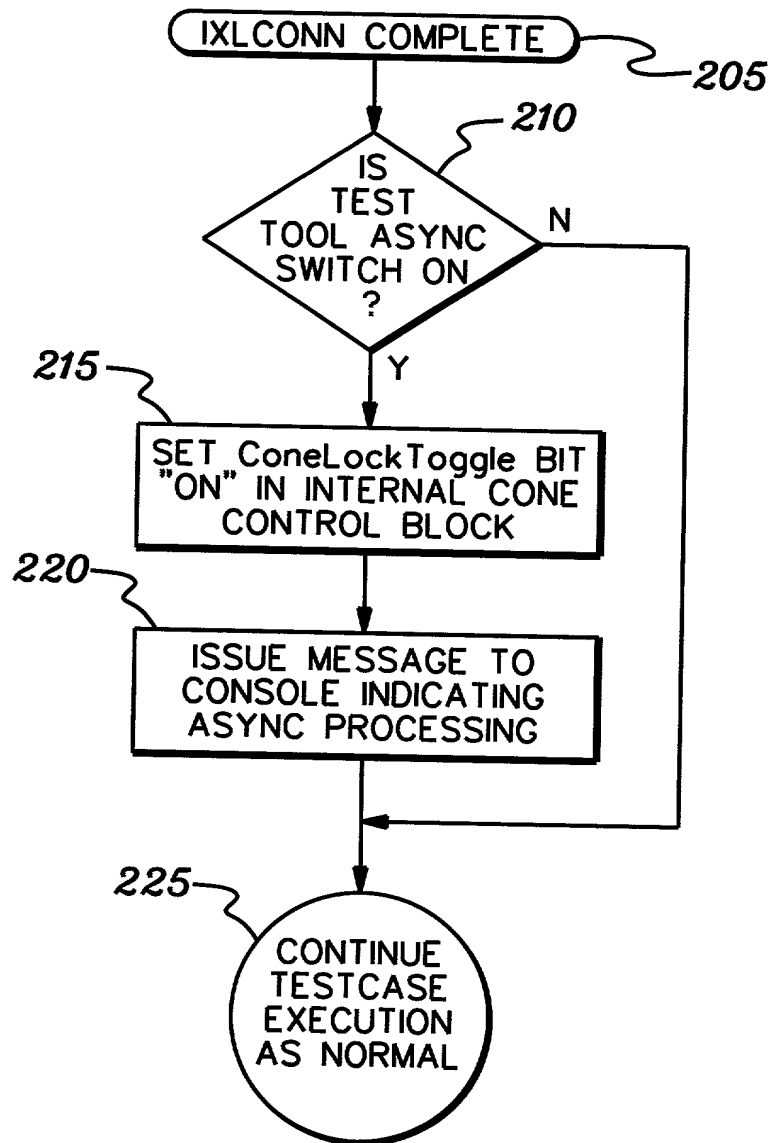 IXLCONN COMPLETE
205
210
IS
TEST
TOOL ASYNC
SWITCH ON
?
N
Y
215
SET ConeLockToggle BIT
"ON" IN INTERNAL CONE
CONTROL BLOCK
220
ISSUE MESSAGE TO
CONSOLE INDICATING
ASYNC PROCESSING
225
CONTINUE
TESTCASE
EXECUTION
AS NORMAL